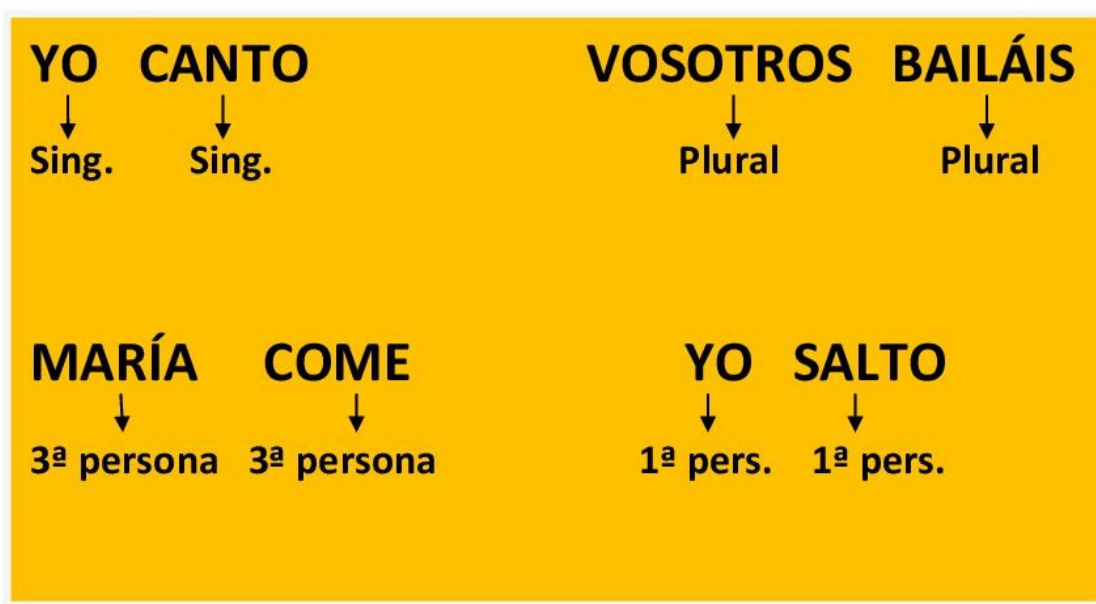 YO CANTO VOSOTROS BAILÁIS
Sing. Sing. Plural Plural
MARÍA COME YO SALTO
3ª persona 3ª persona 1ª pers. 1ª pers.